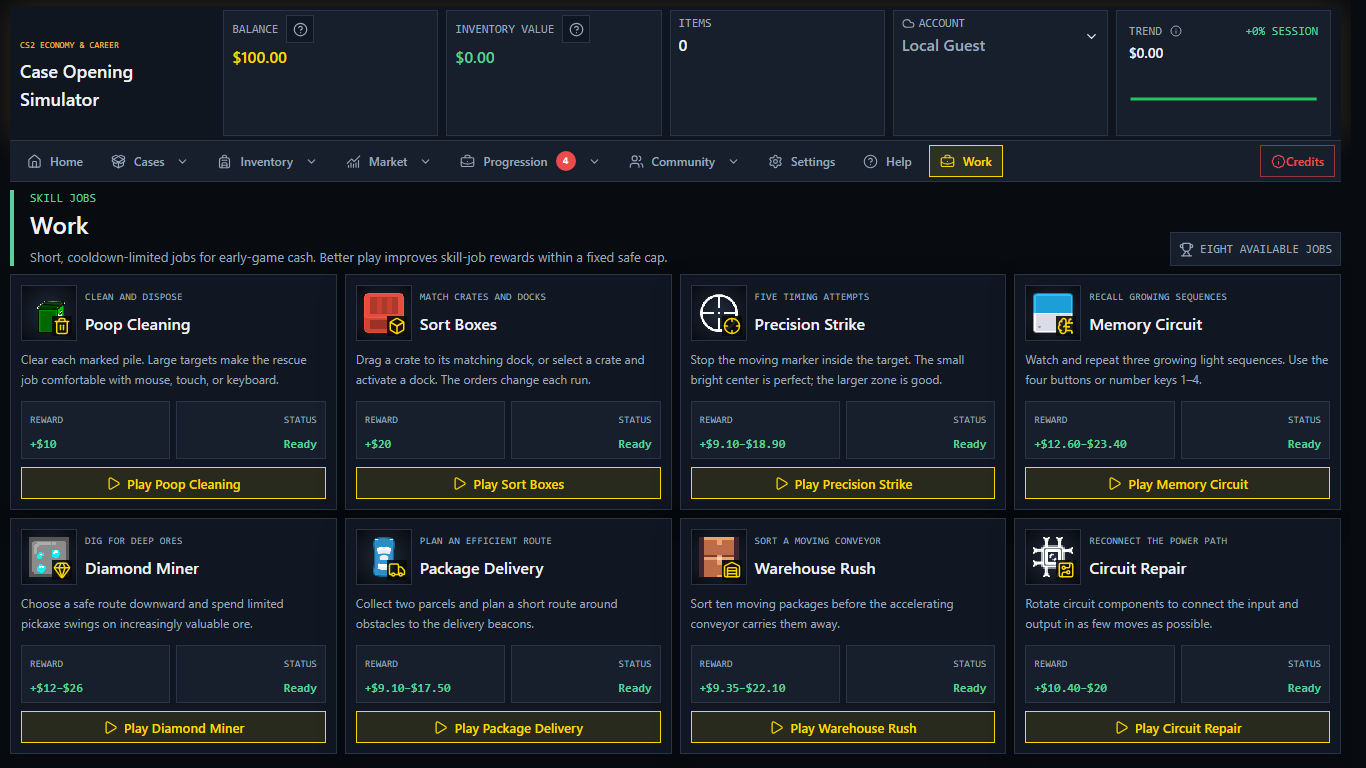 CS2 ECONOMY & CAREER
Case Opening
Simulator
BALANCE
$100.00
INVENTORY VALUE
$0.00
ITEMS
0
ACCOUNT
Local Guest
TREND
+0% SESSION
$0.00
Home
Cases
Inventory
Market
Progression 4
Community
Settings
Help
Work
Credits
SKILL JOBS
Work
Short, cooldown-limited jobs for early-game cash. Better play improves skill-job rewards within a fixed safe cap.
EIGHT AVAILABLE JOBS
CLEAN AND DISPOSE
Poop Cleaning
Clear each marked pile. Large targets make the rescue
job comfortable with mouse, touch, or keyboard.
REWARD
+$10
STATUS
Ready
Play Poop Cleaning
MATCH CRATES AND DOCKS
Sort Boxes
Drag a crate to its matching dock, or select a crate and
activate a dock. The orders change each run.
REWARD
+$20
STATUS
Ready
Play Sort Boxes
FIVE TIMING ATTEMPTS
Precision Strike
Stop the moving marker inside the target. The small
bright center is perfect; the larger zone is good.
REWARD
+$9.10–$18.90
STATUS
Ready
Play Precision Strike
RECALL GROWING SEQUENCES
Memory Circuit
Watch and repeat three growing light sequences. Use the
four buttons or number keys 1–4.
REWARD
+$12.60–$23.40
STATUS
Ready
Play Memory Circuit
DIG FOR DEEP ORES
Diamond Miner
Choose a safe route downward and spend limited
pickaxe swings on increasingly valuable ore.
REWARD
+$12–$26
STATUS
Ready
Play Diamond Miner
PLAN AN EFFICIENT ROUTE
Package Delivery
Collect two parcels and plan a short route around
obstacles to the delivery beacons.
REWARD
+$9.10–$17.50
STATUS
Ready
Play Package Delivery
SORT A MOVING CONVEYOR
Warehouse Rush
Sort ten moving packages before the accelerating
conveyor carries them away.
REWARD
+$9.35–$22.10
STATUS
Ready
Play Warehouse Rush
RECONNECT THE POWER PATH
Circuit Repair
Rotate circuit components to connect the input and
output in as few moves as possible.
REWARD
+$10.40–$20
STATUS
Ready
Play Circuit Repair